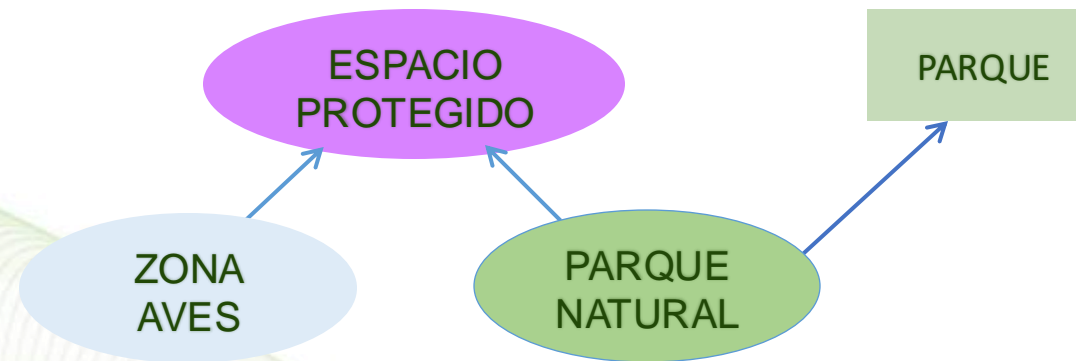 ESPACIO
PROTEGIDO
PARQUE
ZONA
AVES
PARQUE
NATURAL